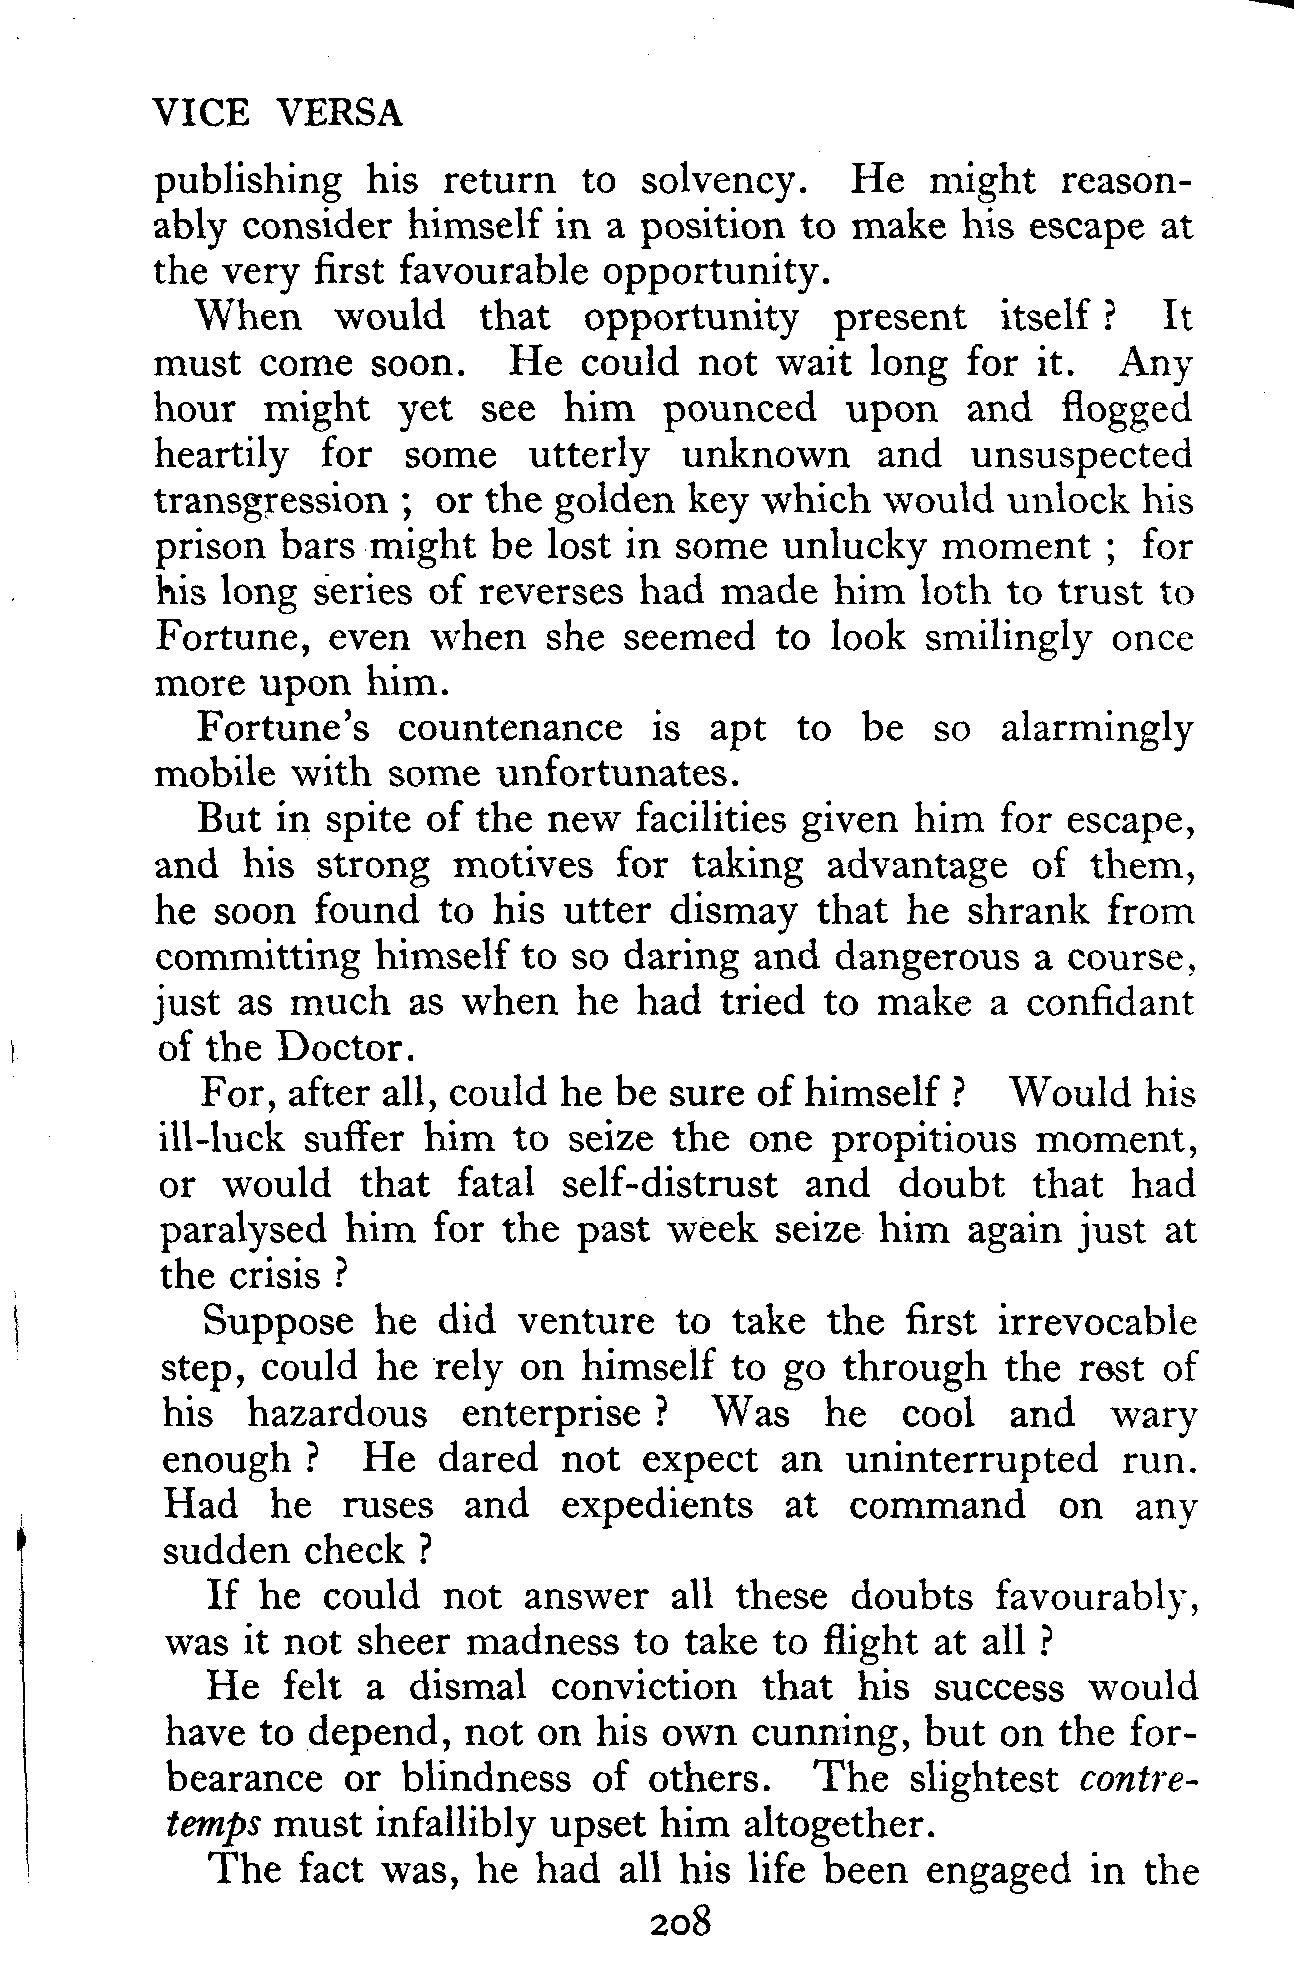 VICE VERSA
publishing his return to solvency. He might reason-
ably consider himself in a position to make his escape at
the very first favourable opportunity.
When would that opportunity present itself ? It
must come soon. He could not wait long for it. Any
hour might yet see him pounced upon and flogged
heartily for some utterly unknown and unsuspected
transgression ; or the golden key which would unlock his
prison bars might be lost in some unlucky moment ; for
his long series of reverses had made him loth to trust to
Fortune, even when she seemed to look smilingly once
more upon him.
Fortune's countenance is apt to be so alarmingly
mobile with some unfortunates.
But in spite of the new facilities given him for escape,
and his strong motives for taking advantage of them,
he soon found to his utter dismay that he shrank from
committing himself to so daring and dangerous a course,
just as much as when he had tried to make a confidant
of the Doctor.
For, after all, could he be sure of himself ? Would his
ill-luck suffer him to seize the one propitious moment,
or would that fatal self-distrust and doubt that had
paralysed him for the past week seize him again just at
the crisis ?
Suppose he did venture to take the first irrevocable
step, could he rely on himself to go through the rest of
his hazardous enterprise ? Was he cool and wary
enough ? He dared not expect an uninterrupted run.
Had he ruses and expedients at command on any
sudden check ?
If he could not answer all these doubts favourably,
was it not sheer madness to take to flight at all ?
He felt a dismal conviction that his success would
have to depend, not on his own cunning, but on the for-
bearance or blindness of others. The slightest contre-
temps must infallibly upset him altogether.
The fact was, he had all his life been engaged in the
208